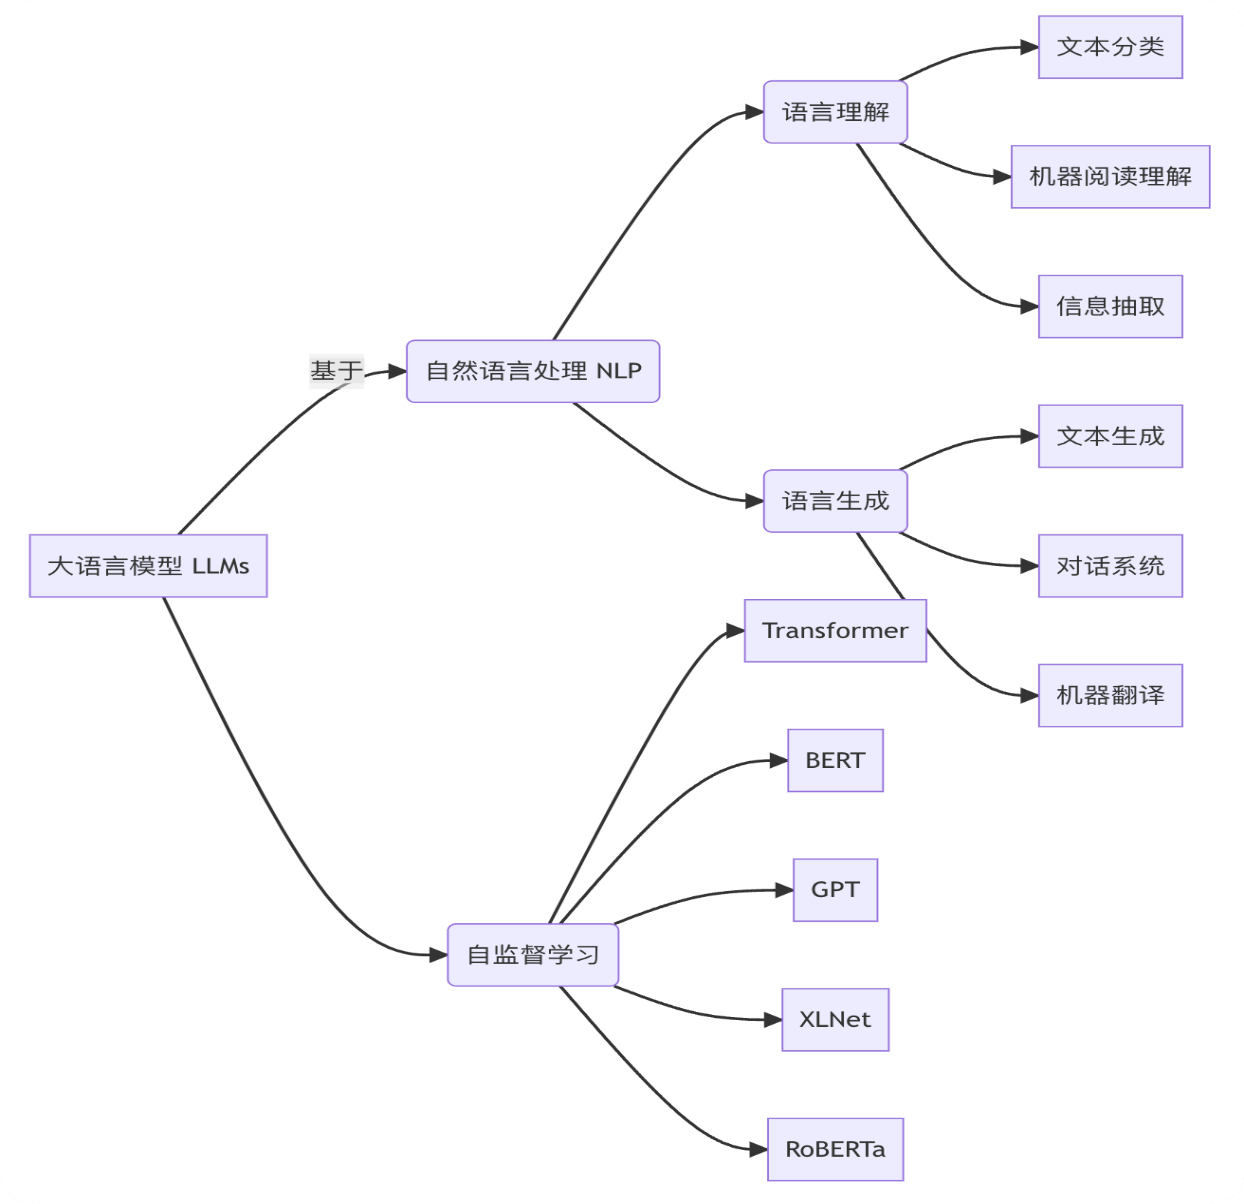 文本分类
语言理解
机器阅读理解
信息抽取
基于
自然语言处理 NLP
文本生成
语言生成
大语言模型 LLMs
对话系统
Transformer
机器翻译
BERT
GPT
自监督学习
XLNet
RoBERTa